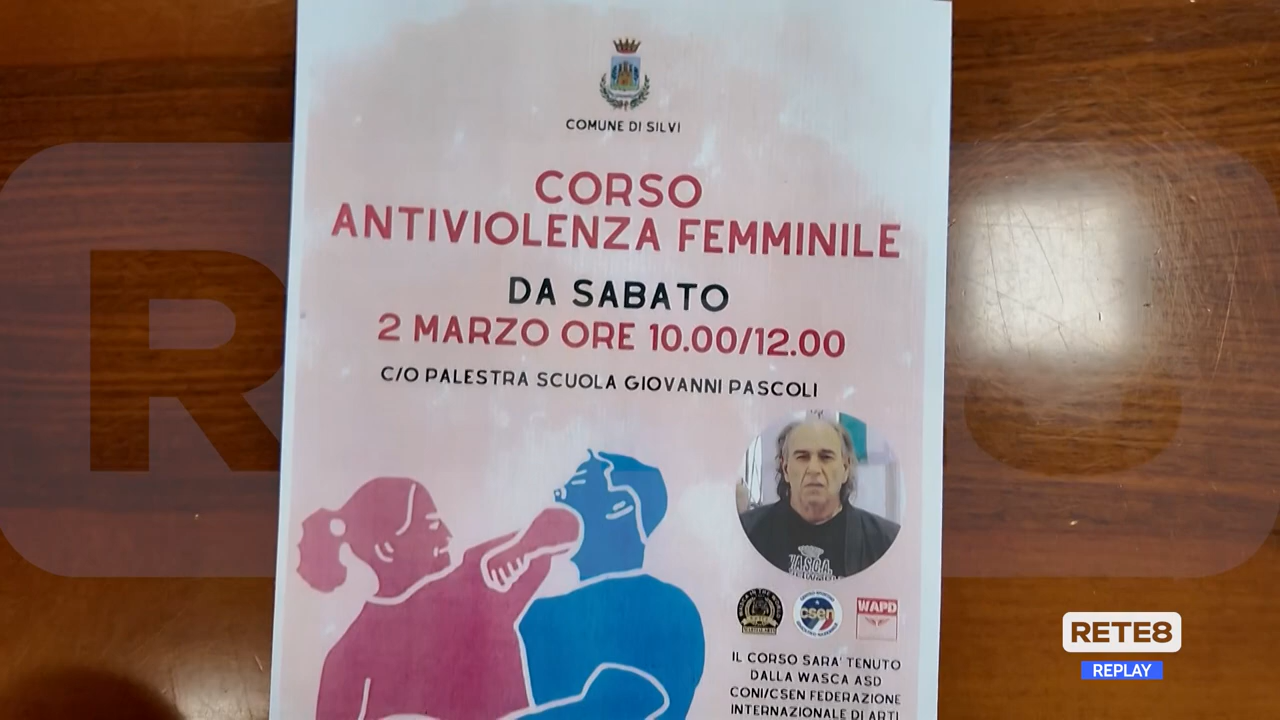 COMUNE DI SILVI
CORSO
ANTIVIOLENZA FEMMINILE
DA SABATO
2 MARZO ORE 10.00/12.00
C/O PALESTRA SCUOLA GIOVANNI PASCOLI
csen
WAPD
IL CORSO SARA' TENUTO
DALLA WASCA ASD
CONI/CSEN FEDERAZIONE
INTERNAZIONALE DI ARTI
RETE8
REPLAY